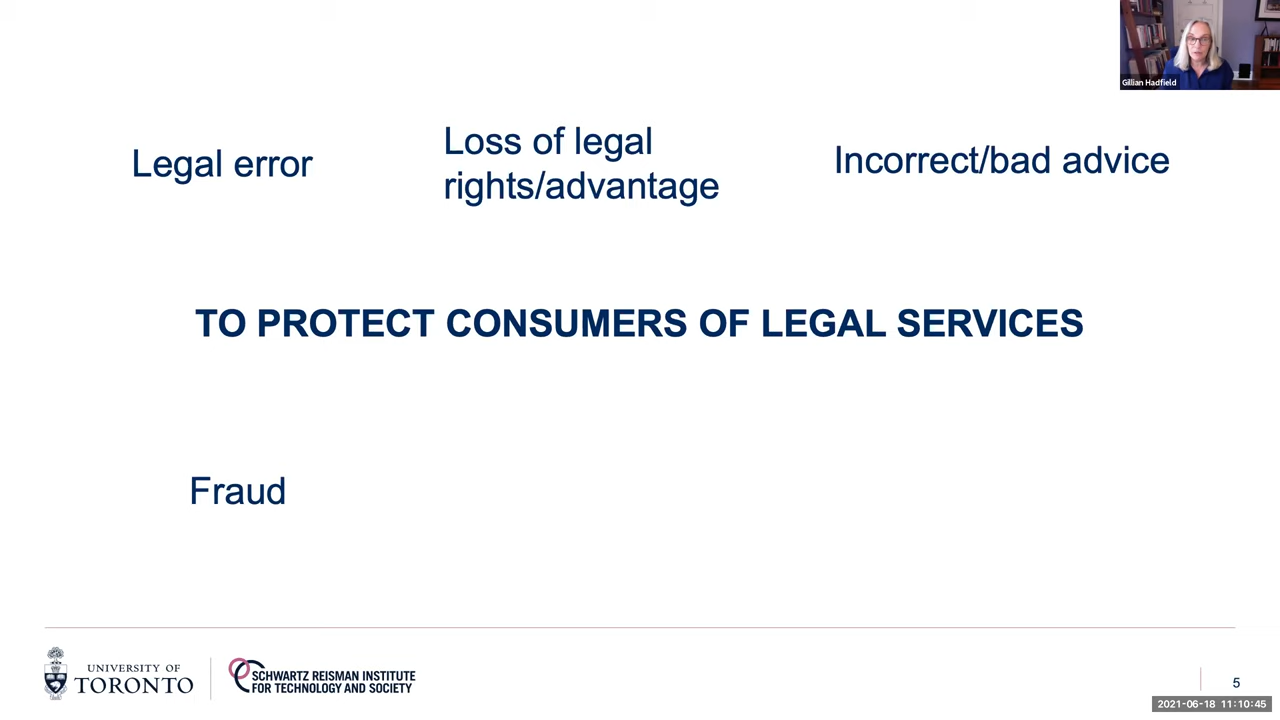 Gillian Hadfield
Legal error
Loss of legal
rights/advantage
Incorrect/bad advice
TO PROTECT CONSUMERS OF LEGAL SERVICES
Fraud
UNIVERSITY OF
TORONTO
SCHWARTZ REISMAN INSTITUTE
FOR TECHNOLOGY AND SOCIETY
5
2021-06-18 11:10:45